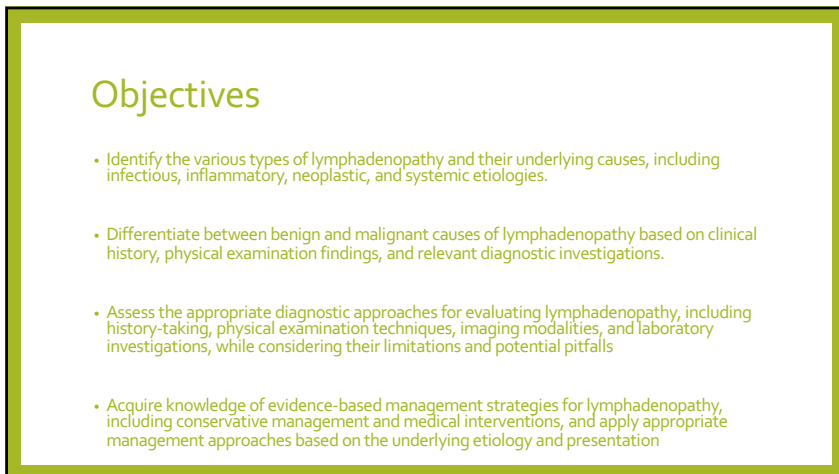 Objectives
• Identify the various types of lymphadenopathy and their underlying causes, including
infectious, inflammatory, neoplastic, and systemic etiologies.
• Differentiate between benign and malignant causes of lymphadenopathy based on clinical
history, physical examination findings, and relevant diagnostic investigations.
• Assess the appropriate diagnostic approaches for evaluating lymphadenopathy, including
history-taking, physical examination techniques, imaging modalities, and laboratory
investigations, while considering their limitations and potential pitfalls
• Acquire knowledge of evidence-based management strategies for lymphadenopathy,
including conservative management and medical interventions, and apply appropriate
management approaches based on the underlying etiology and presentation